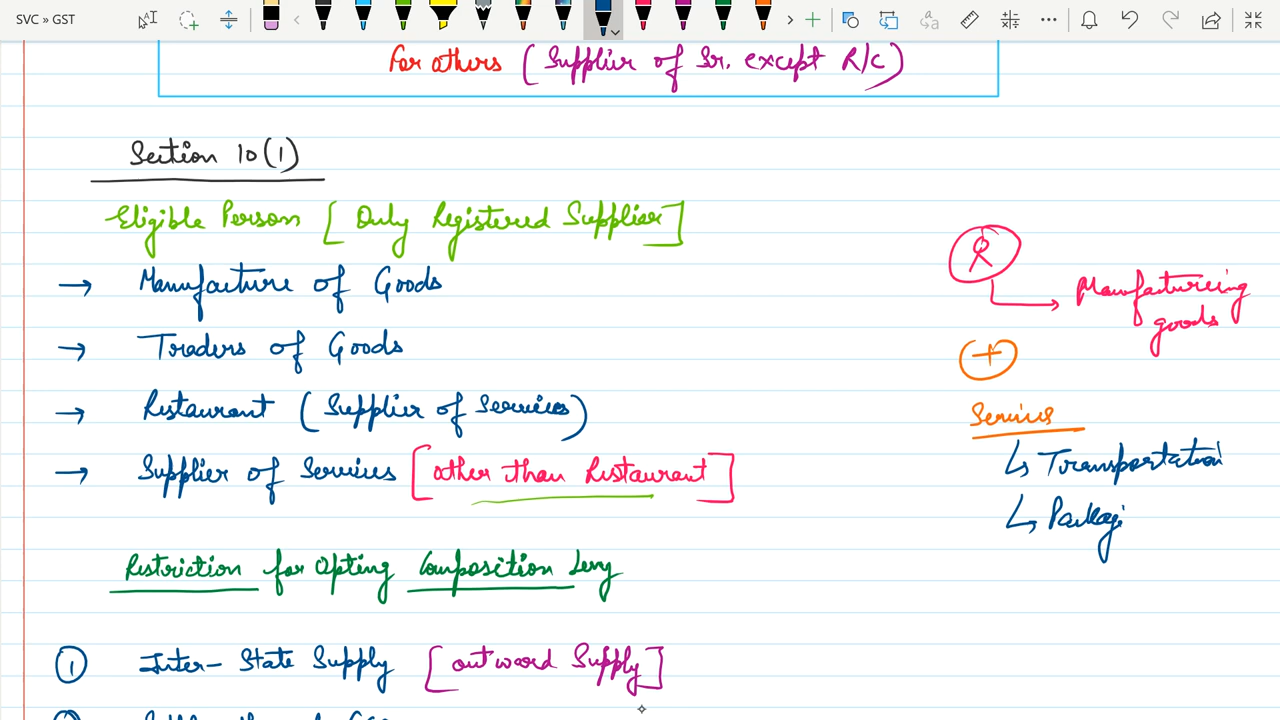 SVC » GST
For others (Supplier of Sr. except R/C)
Section 10(1)
Eligible Person [Only Registered Supplier]
→ Manufacture of Goods
→ Traders of Goods
→ Restaurant (Supplier of Services)
→ Supplier of Services [other than Restaurant]
Restriction for Opting Composition Levy
① Inter-State Supply [outward Supply]
R
Manufacturing
goods
+
Services
↳ Transportation
↳ Packagi